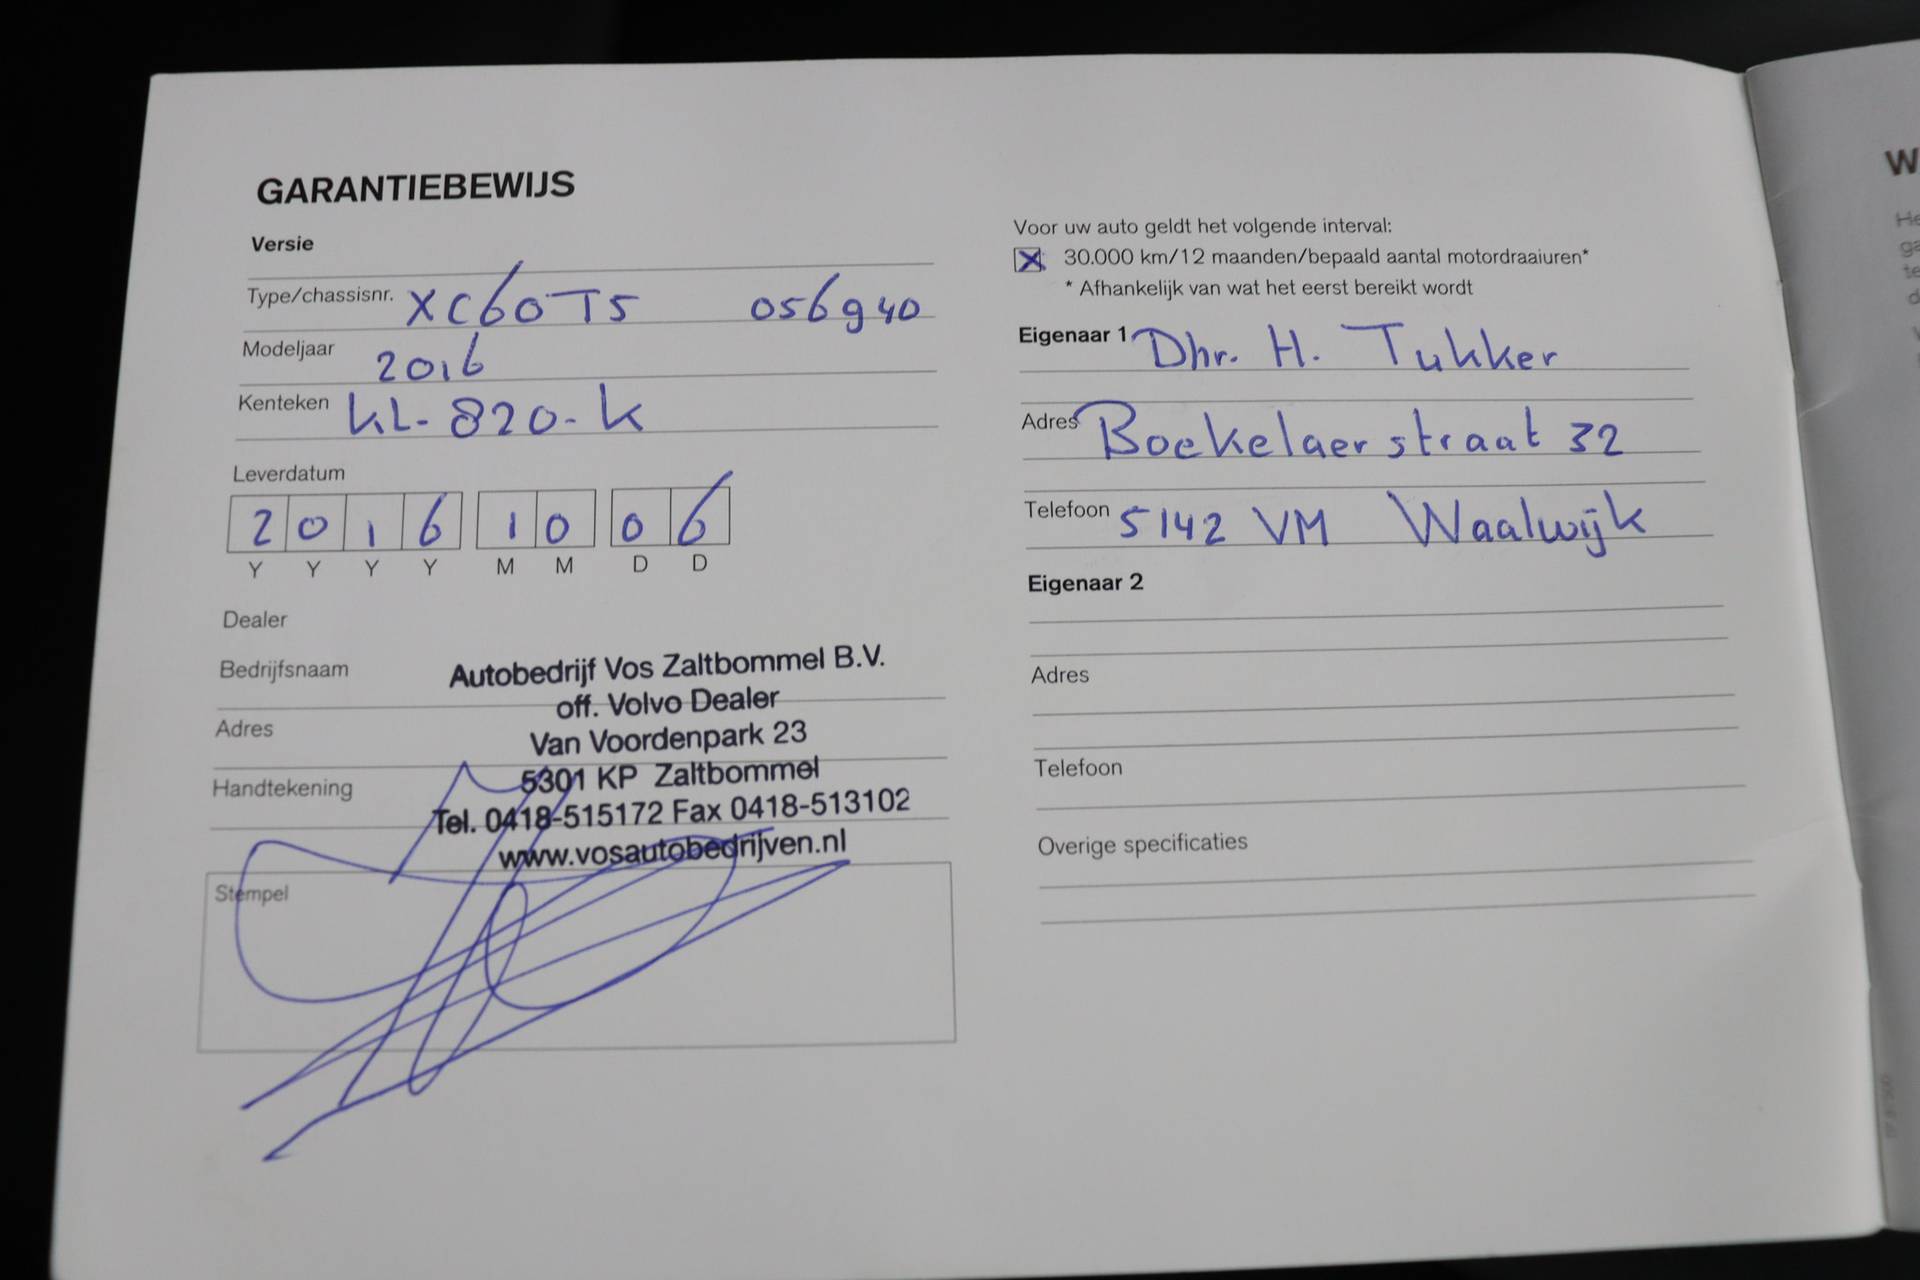 GARANTIEBEWIJS
Versie
Type/chassisnr. XC60 T5 056940
Modeljaar 2016
Kenteken KL-820-K
Leverdatum
2016 10 06
Y Y Y Y M M D D
Dealer
Bedrijfsnaam
Adres
Handtekening
Autobedrijf Vos Zaltbommel B.V.
off. Volvo Dealer
Van Voordenpark 23
5301 KP Zaltbommel
Tel. 0418-515172 Fax 0418-513102
www.vosautobedrijven.nl
Stempel
Voor uw auto geldt het volgende interval:
X 30.000 km/12 maanden/bepaald aantal motordraaiuren*
* Afhankelijk van wat het eerst bereikt wordt
Eigenaar 1 Dhr. H. Tukker
Adres Boekelaerstraat 32
Telefoon 5142 VM Waalwijk
Eigenaar 2
Adres
Telefoon
Overige specificaties
W
He
ga
te
d